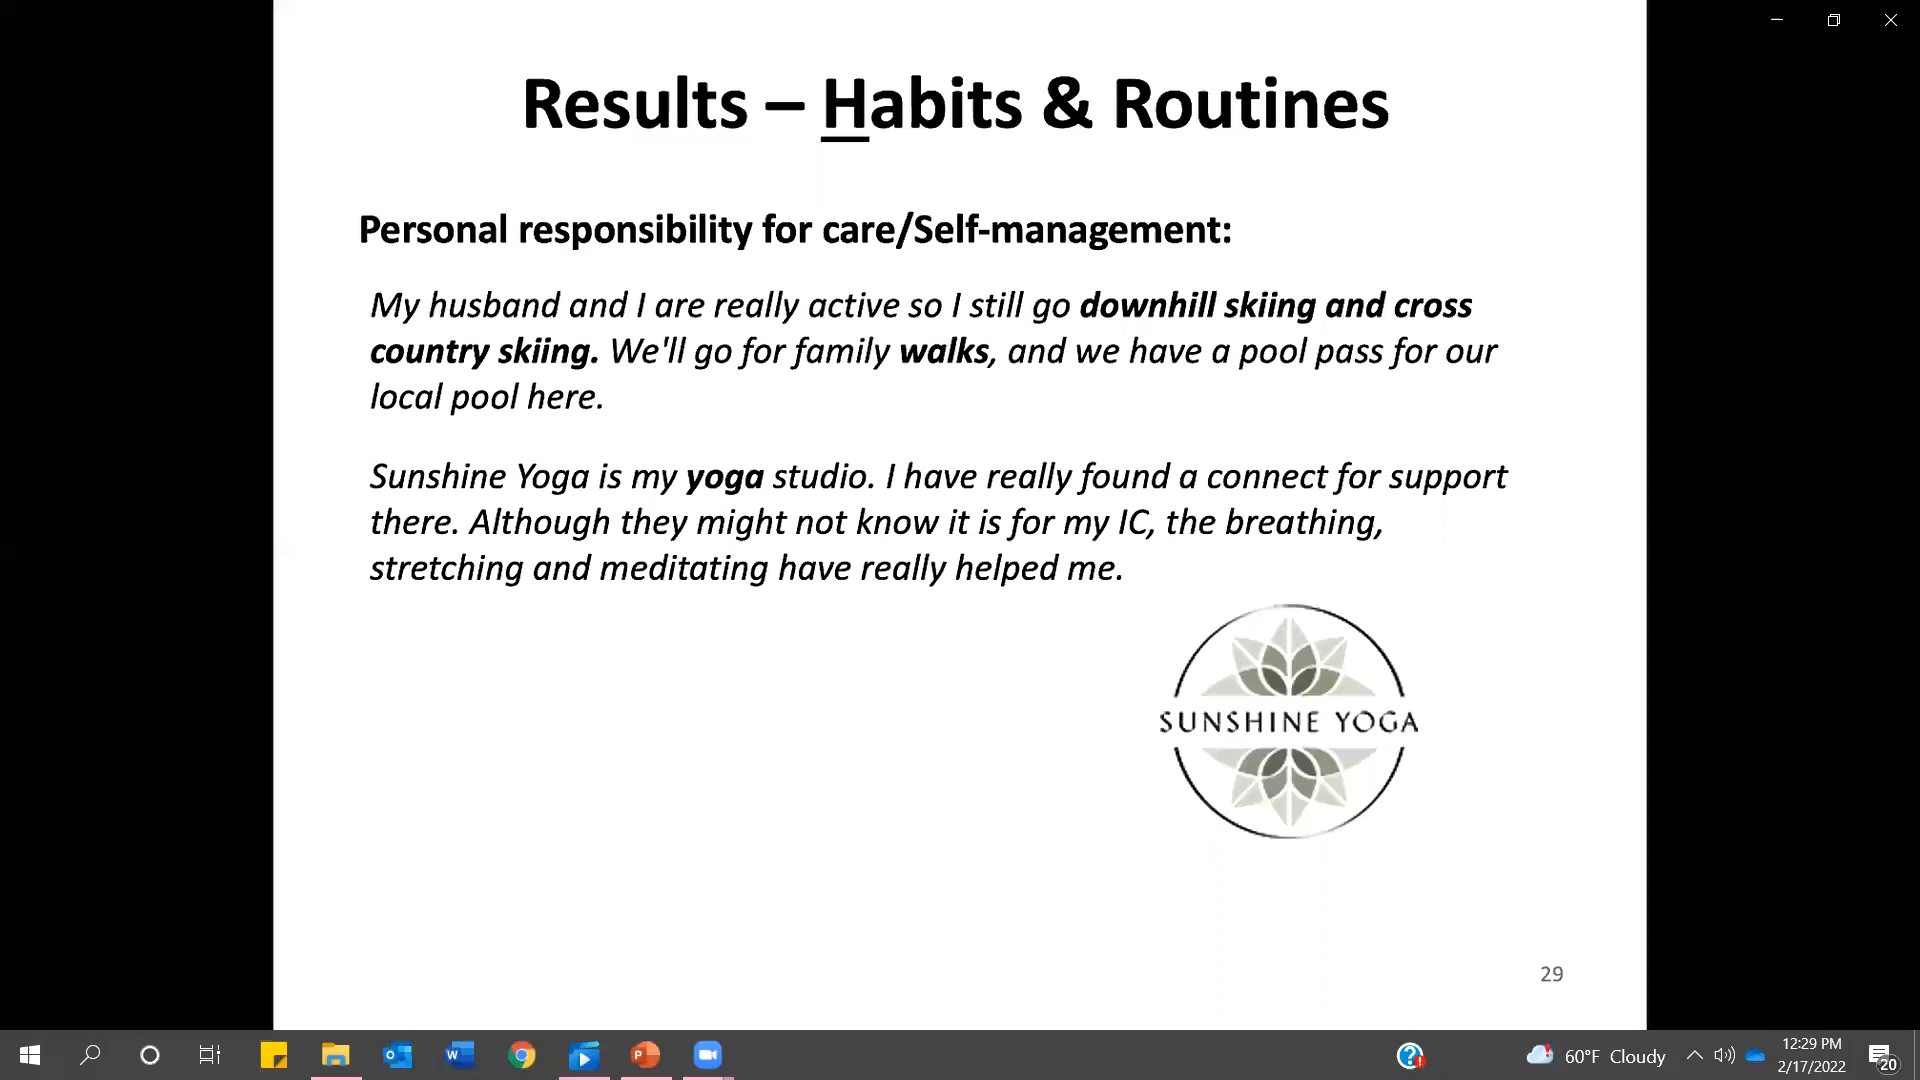 Results – Habits & Routines
Personal responsibility for care/Self-management:
My husband and I are really active so I still go downhill skiing and cross
country skiing. We'll go for family walks, and we have a pool pass for our
local pool here.
Sunshine Yoga is my yoga studio. I have really found a connect for support
there. Although they might not know it is for my IC, the breathing,
stretching and meditating have really helped me.
SUNSHINE YOGA
29
60°F Cloudy
12:29 PM
2/17/2022
20